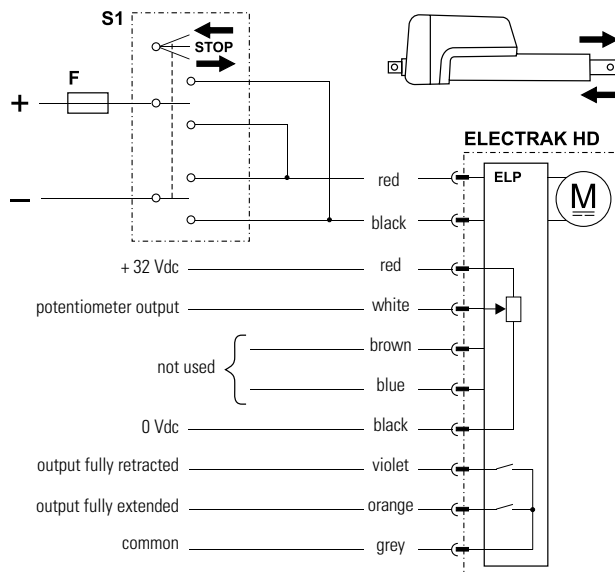 S1
STOP
F
+
−
ELECTRAK HD
ELP
M
red
black
+ 32 Vdc red
potentiometer output white
brown
not used
blue
0 Vdc black
output fully retracted violet
output fully extended orange
common grey